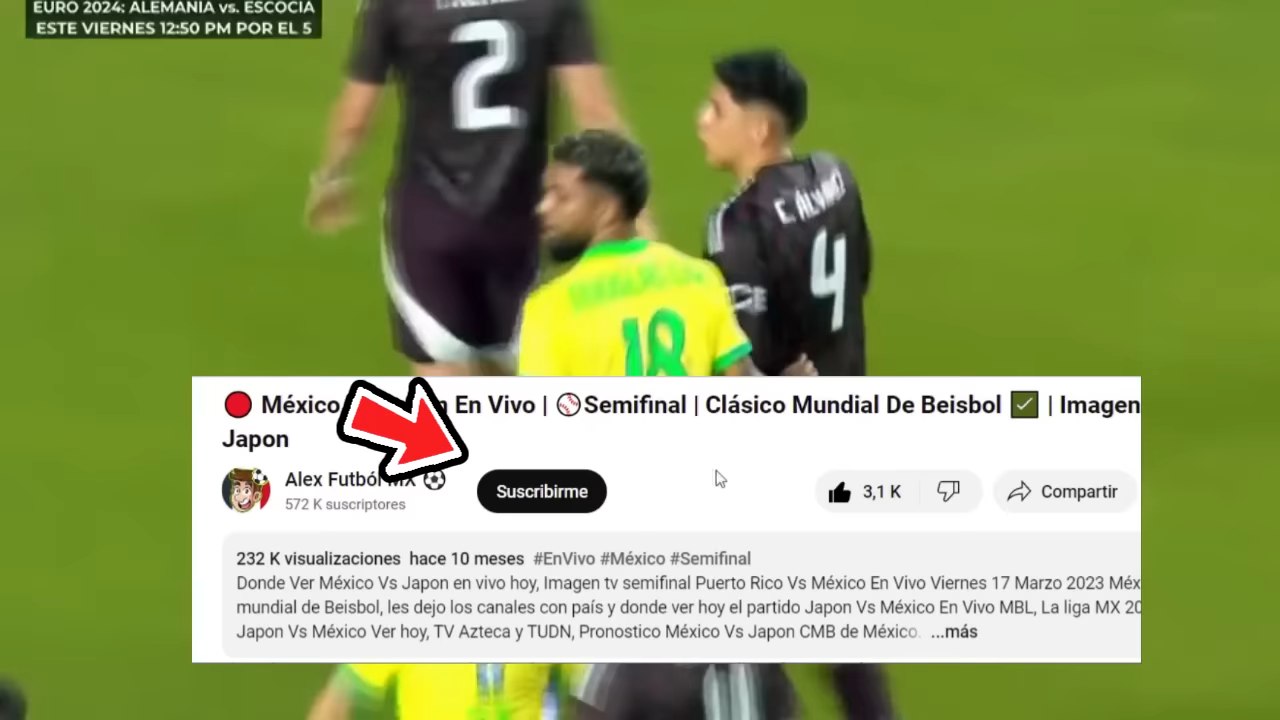 EURO 2024: ALEMANIA vs. ESCOCIA
ESTE VIERNES 12:50 PM POR EL 5
2
4
18
México En Vivo | Semifinal | Clásico Mundial De Beisbol | Imagen
Japon
Alex Futbol MX
572 K suscriptores
Suscribirme
3,1 K
Compartir
232 K visualizaciones hace 10 meses #EnVivo #México #Semifinal
Donde Ver México Vs Japon en vivo hoy, Imagen tv semifinal Puerto Rico Vs México En Vivo Viernes 17 Marzo 2023 Méx
mundial de Beisbol, les dejo los canales con país y donde ver hoy el partido Japon Vs México En Vivo MBL, La liga MX 20
Japon Vs México Ver hoy, TV Azteca y TUDN, Pronostico México Vs Japon CMB de México. ...más